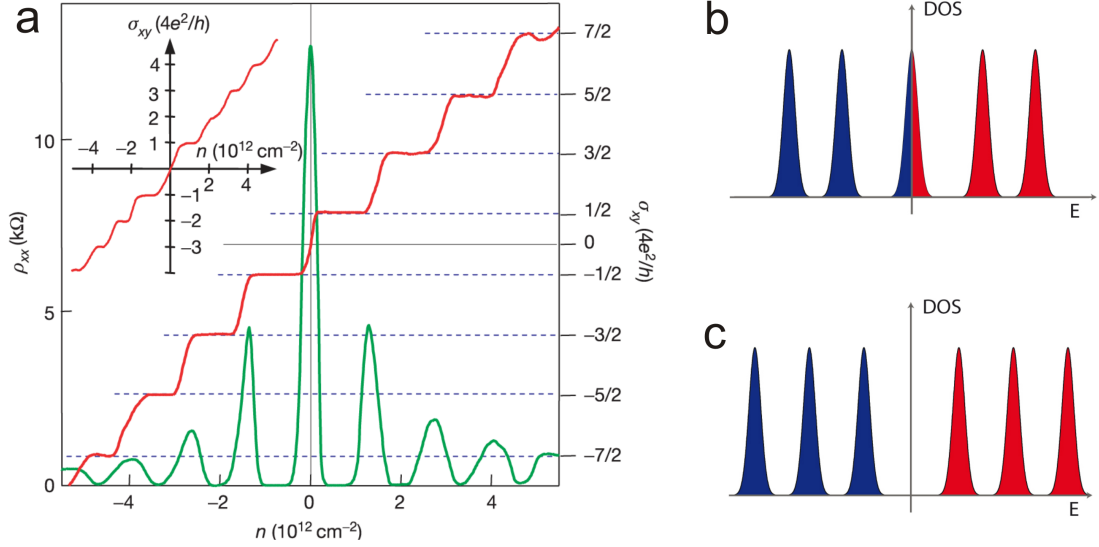 a
σxy (4e²/h)
4
3
2
1
−4 −2
n (10¹² cm⁻²)
2 4
−1
−2
−3
10
5
0
ρxx (kΩ)
7/2
5/2
3/2
1/2
0
−1/2
−3/2
−5/2
−7/2
σxy (4e²/h)
−4 −2 0 2 4
n (10¹² cm⁻²)
b
DOS
E
c
DOS
E